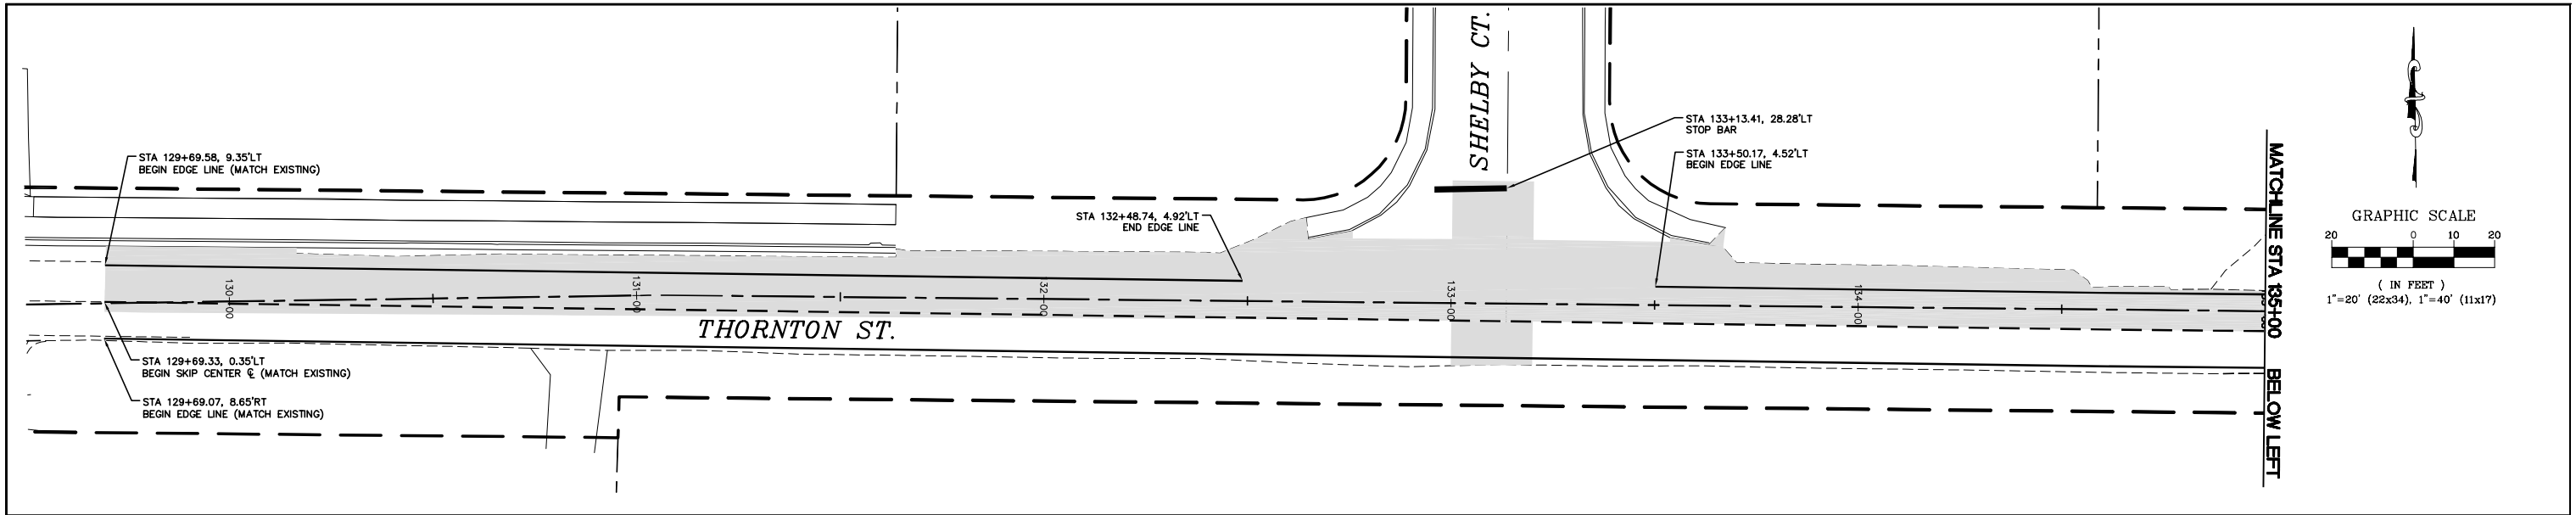 SHELBY CT.
STA 129+69.58, 9.35'LT
BEGIN EDGE LINE (MATCH EXISTING)
STA 133+13.41, 28.28'LT
STOP BAR
STA 133+50.17, 4.52'LT
BEGIN EDGE LINE
STA 132+48.74, 4.92'LT
END EDGE LINE
130+00
131+00
132+00
133+00
134+00
THORNTON ST.
STA 129+69.33, 0.35'LT
BEGIN SKIP CENTER ℄ (MATCH EXISTING)
STA 129+69.07, 8.65'RT
BEGIN EDGE LINE (MATCH EXISTING)
MATCHLINE STA 135+00 BELOW LEFT
GRAPHIC SCALE
20 0 10 20
( IN FEET )
1"=20' (22x34), 1"=40' (11x17)